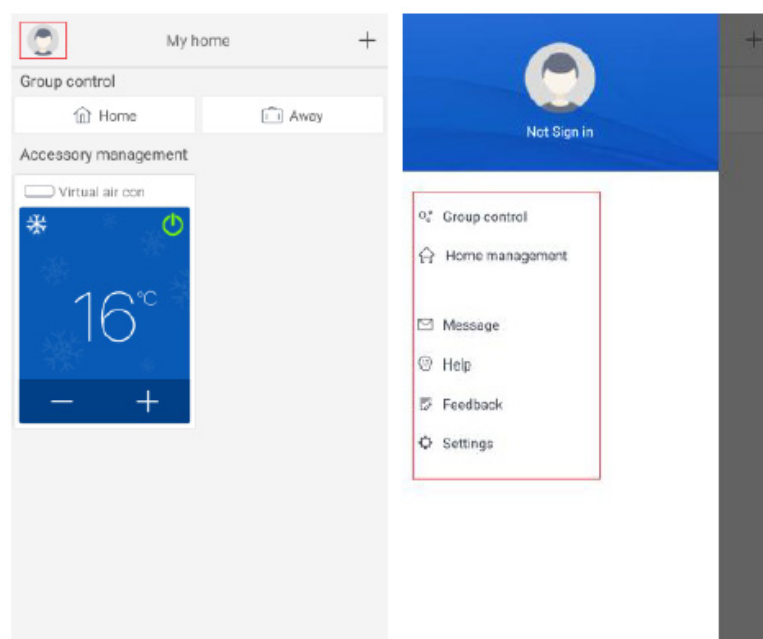 My home
+
Group control
Home
Away
Accessory management
Virtual air con
16°C
— +
+
Not Sign in
Group control
Home management
Message
Help
Feedback
Settings